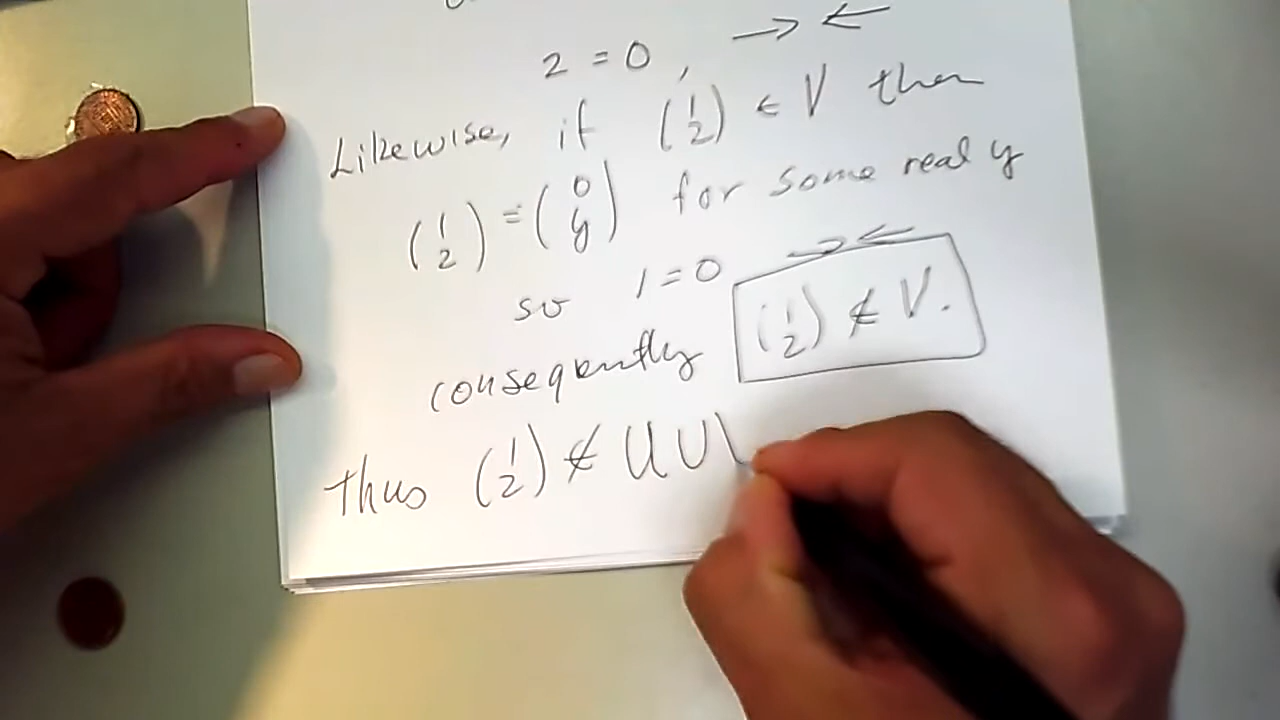 2 = 0, →←
Likewise, if (1 2) ∈ V then
(1 2) = (0 y) for some real y
so 1 = 0 →←
conseqently (1 2) ∉ V.
thus (1 2) ∉ U ∪